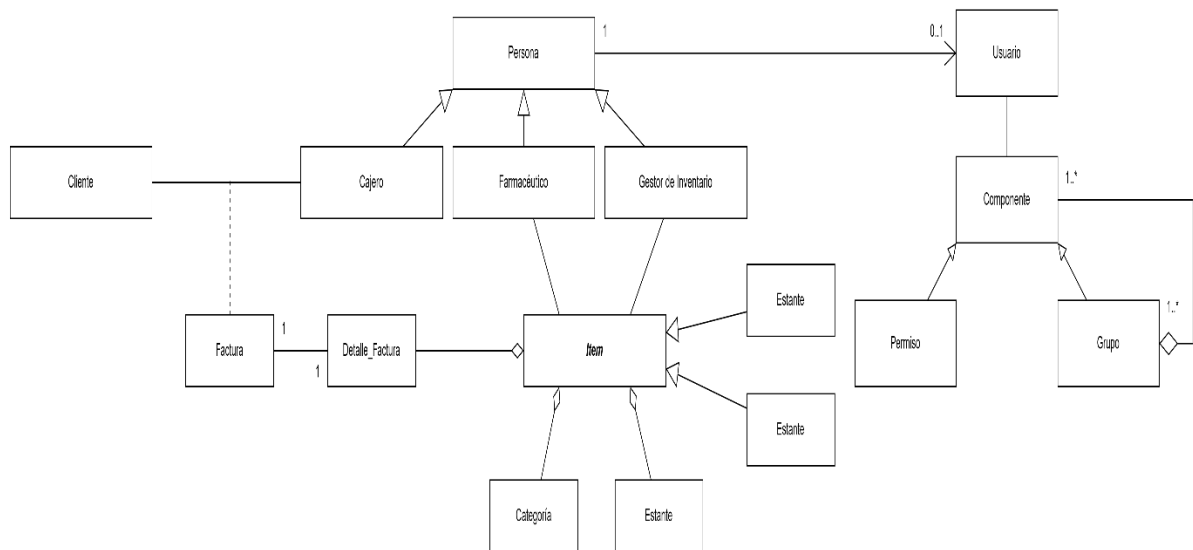 Persona
1
0..1
Usuario
Cliente
Cajero
Farmacéutico
Gestor de Inventario
1..*
Componente
Estante
Factura
1
1
Detalle_Factura
Item
Permiso
1..*
Grupo
Estante
Categoría
Estante